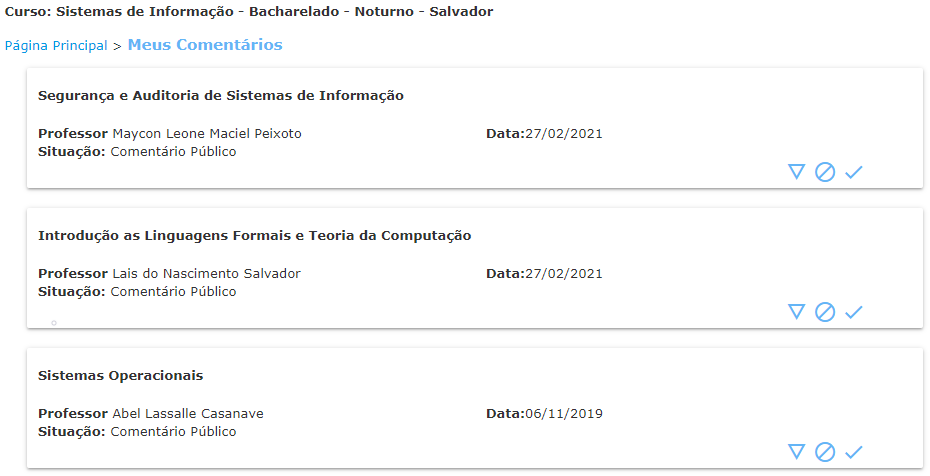 Curso: Sistemas de Informação - Bacharelado - Noturno - Salvador
Página Principal > Meus Comentários
Segurança e Auditoria de Sistemas de Informação
Professor Maycon Leone Maciel Peixoto Data:27/02/2021
Situação: Comentário Público
Introdução as Linguagens Formais e Teoria da Computação
Professor Lais do Nascimento Salvador Data:27/02/2021
Situação: Comentário Público
Sistemas Operacionais
Professor Abel Lassalle Casanave Data:06/11/2019
Situação: Comentário Público